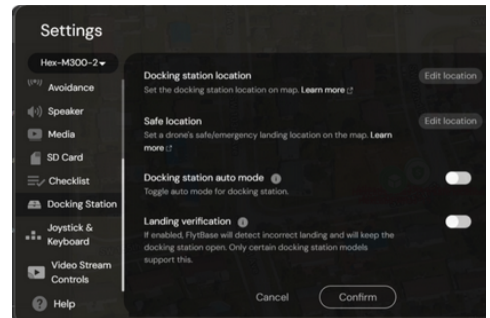 Settings
Hex-M300-2
Avoidance
Speaker
Media
SD Card
Checklist
Docking Station
Joystick &
Keyboard
Video Stream
Controls
Help
Docking station location
Edit location
Set the docking station location on map. Learn more
Safe location
Edit location
Set a drone's safe/emergency landing location on the map. Learn
more
Docking station auto mode
Toggle auto mode for docking station.
Landing verification
If enabled, FlytBase will detect incorrect landing and will keep the
docking station open. Only certain docking station models
support this.
Cancel
Confirm